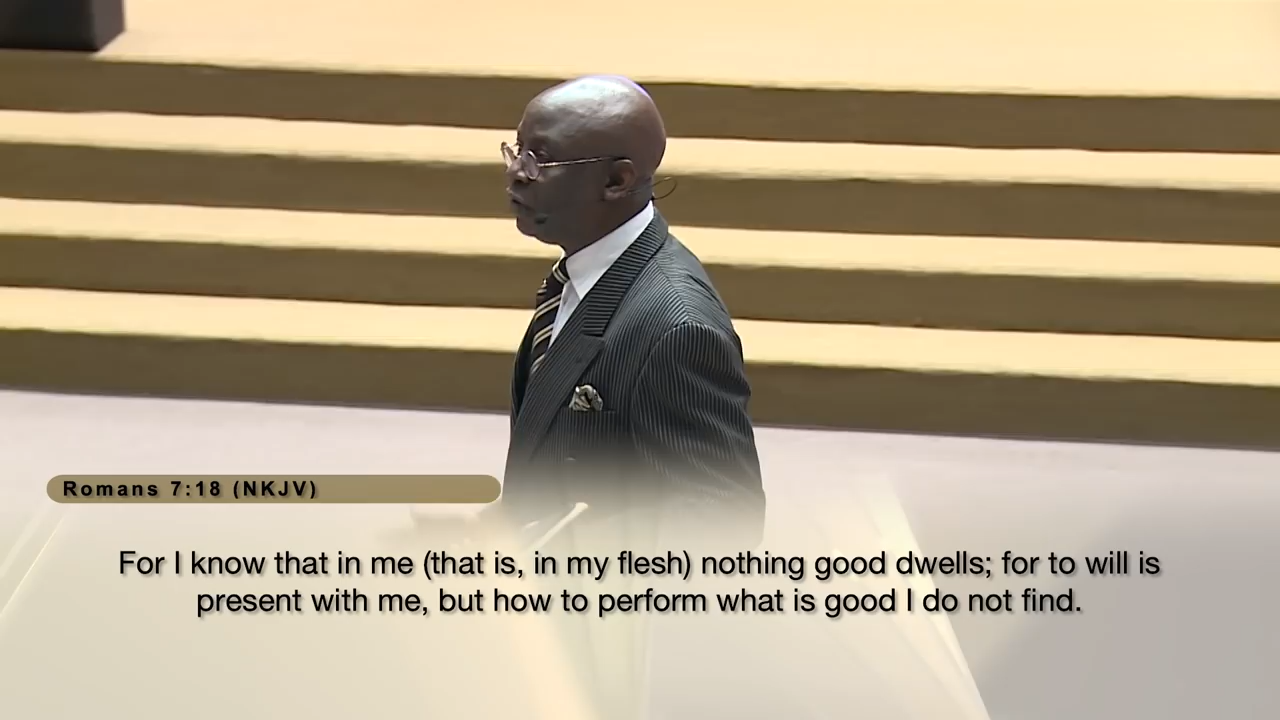 Romans 7:18 (NKJV)
For I know that in me (that is, in my flesh) nothing good dwells; for to will is
present with me, but how to perform what is good I do not find.